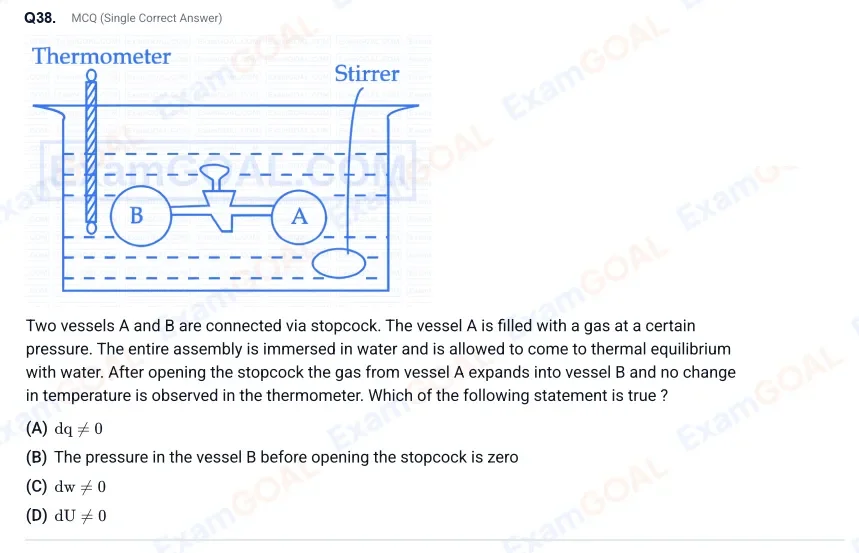 Q38. MCQ (Single Correct Answer)
Thermometer
Stirrer
ExamGOAL.COM
B
A
Two vessels A and B are connected via stopcock. The vessel A is filled with a gas at a certain
pressure. The entire assembly is immersed in water and is allowed to come to thermal equilibrium
with water. After opening the stopcock the gas from vessel A expands into vessel B and no change
in temperature is observed in the thermometer. Which of the following statement is true ?
(A) dq ≠ 0
(B) The pressure in the vessel B before opening the stopcock is zero
(C) dw ≠ 0
(D) dU ≠ 0